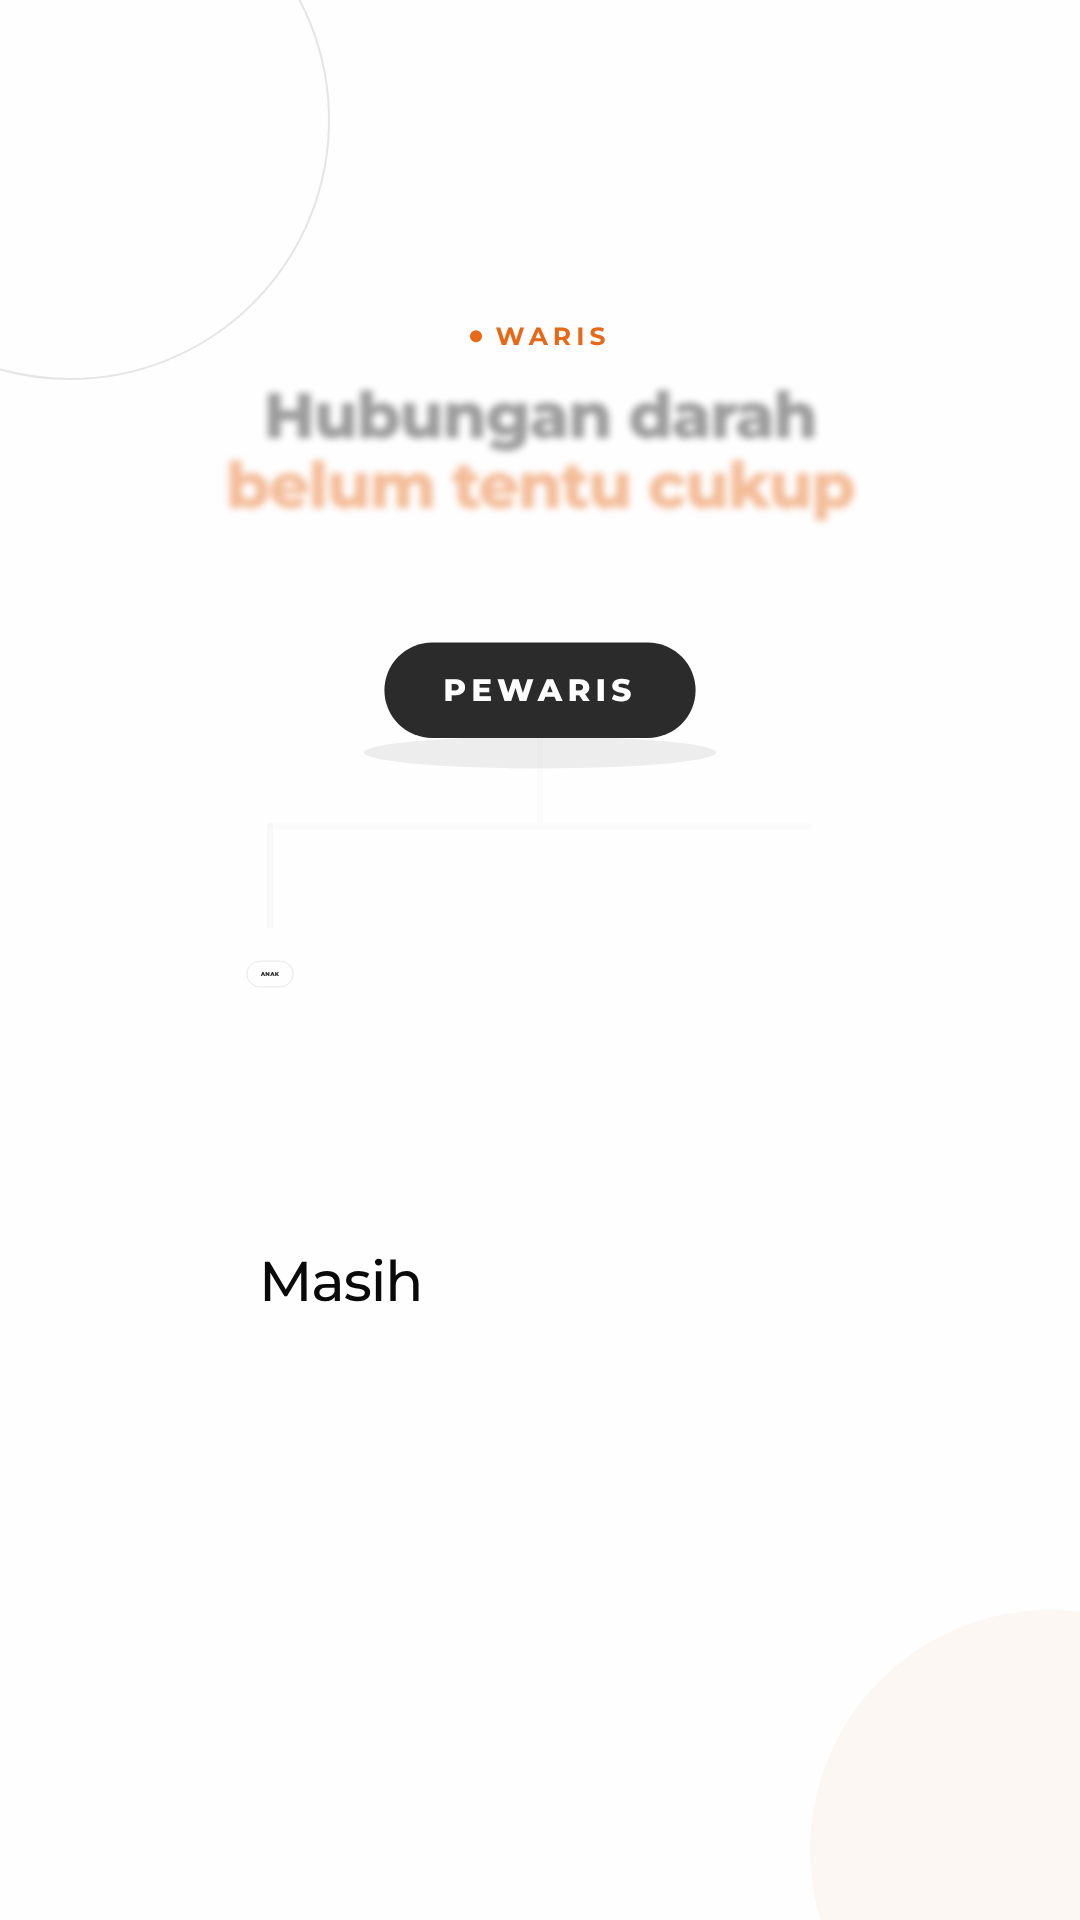 WARIS
Hubungan darah
belum tentu cukup
PEWARIS
ANAK
Masih